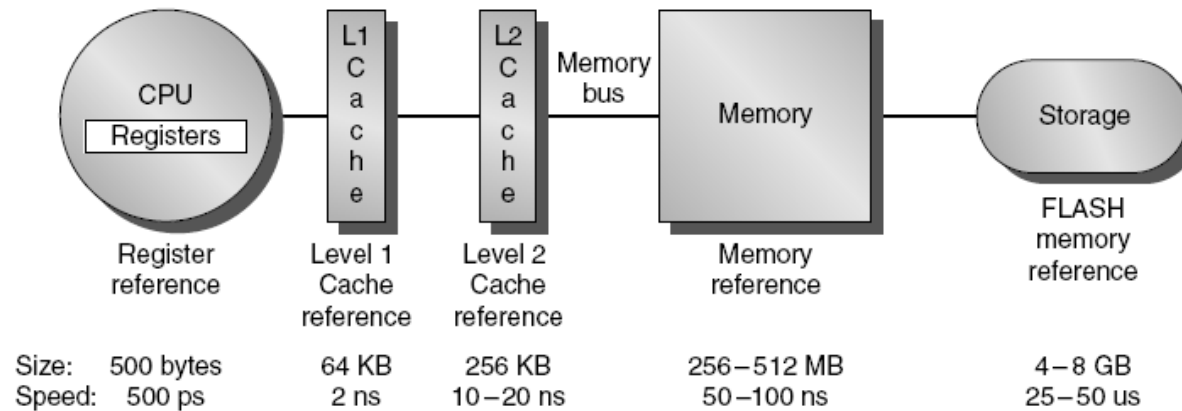 CPU
Registers
L1
C
a
c
h
e
L2
C
a
c
h
e
Memory
bus
Memory
Storage
Register
reference
Level 1
Cache
reference
Level 2
Cache
reference
Memory
reference
FLASH
memory
reference
Size: 500 bytes 64 KB 256 KB 256–512 MB 4–8 GB
Speed: 500 ps 2 ns 10–20 ns 50–100 ns 25–50 us